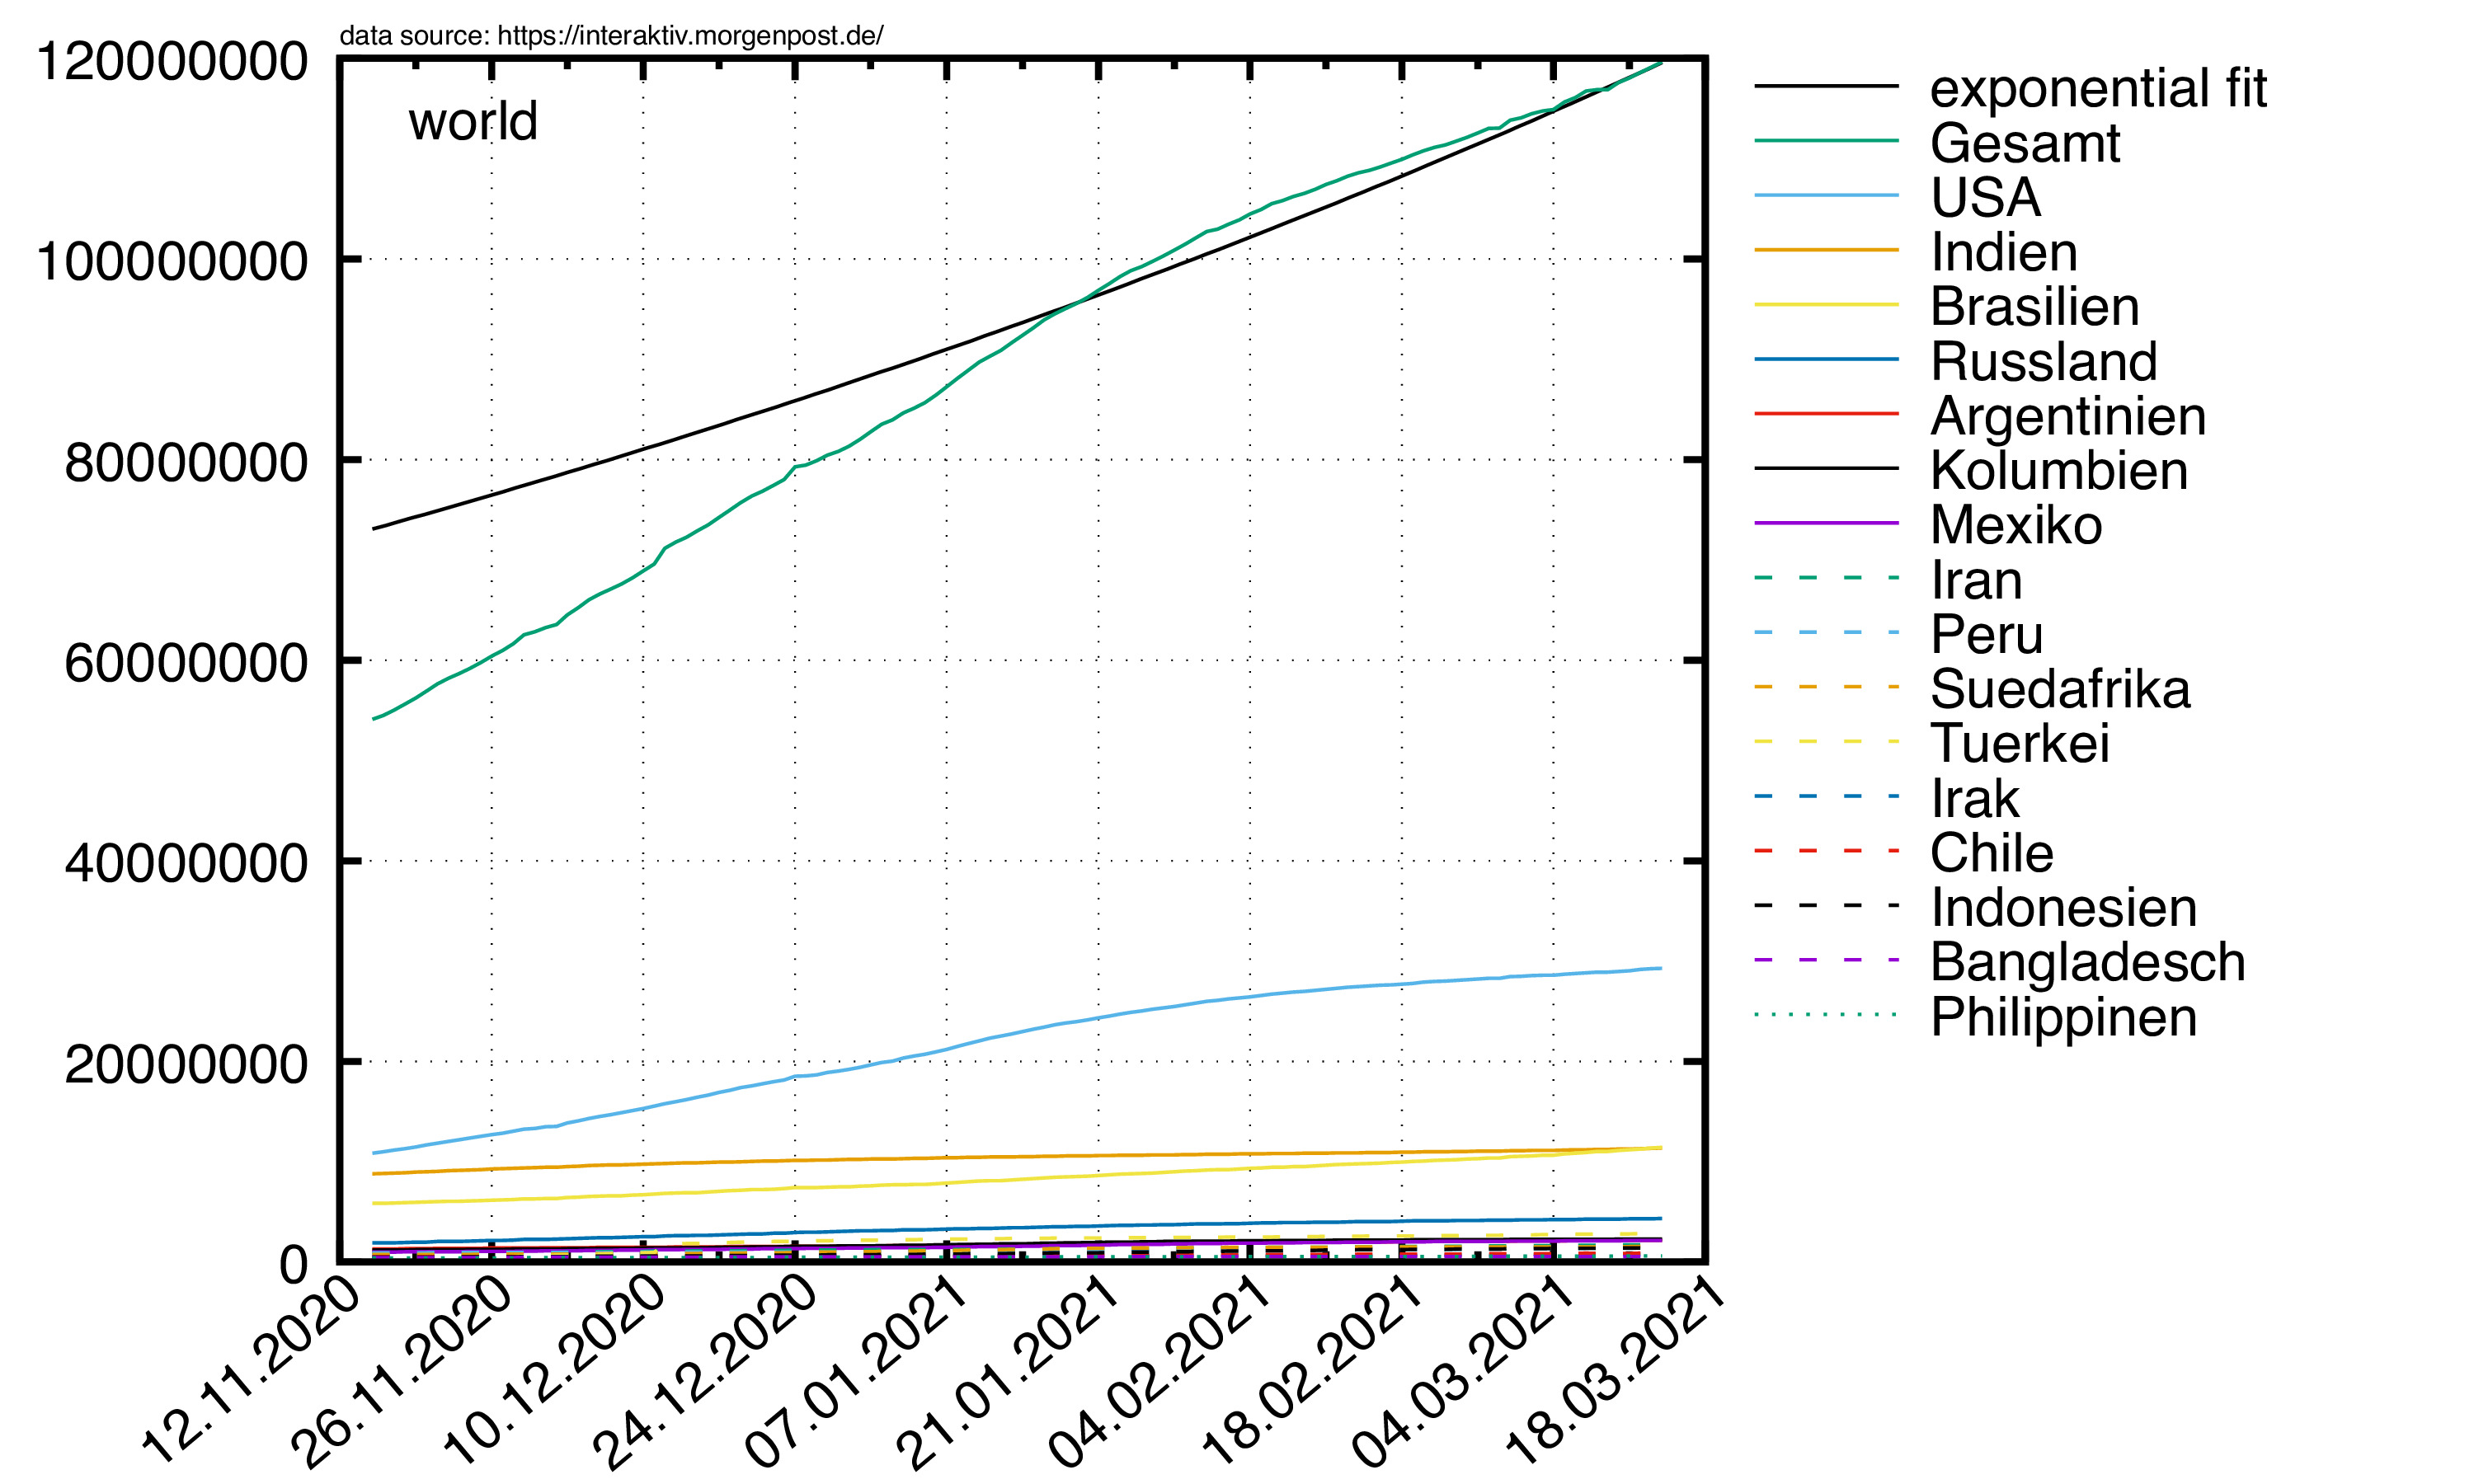 data source: https://interaktiv.morgenpost.de/
world
120000000
100000000
80000000
60000000
40000000
20000000
0
12.11.2020
26.11.2020
10.12.2020
24.12.2020
07.01.2021
21.01.2021
04.02.2021
18.02.2021
04.03.2021
18.03.2021
exponential fit
Gesamt
USA
Indien
Brasilien
Russland
Argentinien
Kolumbien
Mexiko
Iran
Peru
Suedafrika
Tuerkei
Irak
Chile
Indonesien
Bangladesch
Philippinen